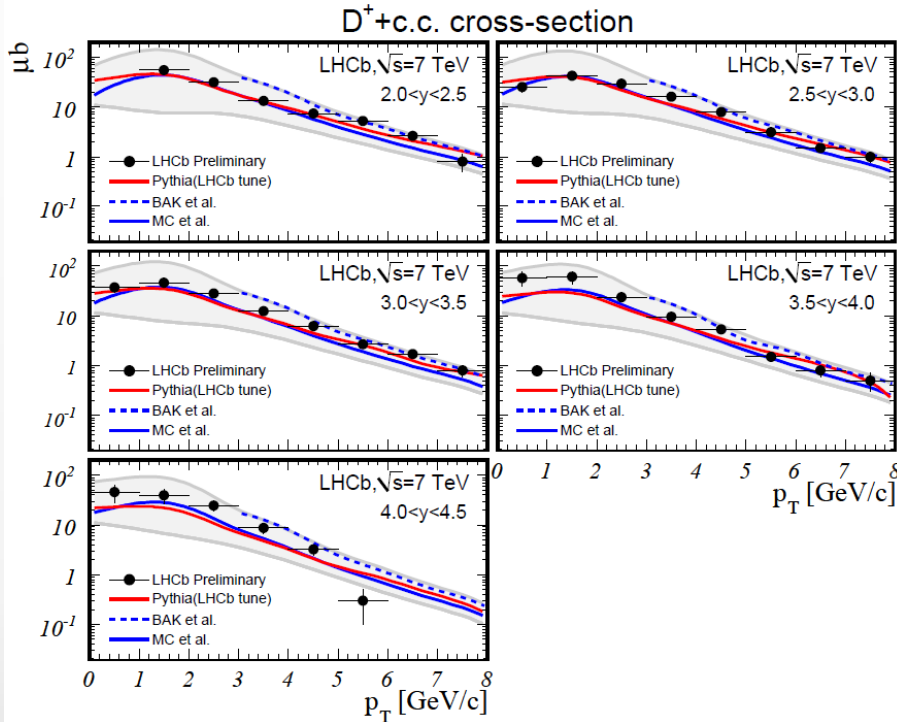 D⁺+c.c. cross-section
μb
10²
10
1
10⁻¹
LHCb,√s=7 TeV
2.0<y<2.5
LHCb Preliminary
Pythia(LHCb tune)
BAK et al.
MC et al.
LHCb,√s=7 TeV
2.5<y<3.0
LHCb Preliminary
Pythia(LHCb tune)
BAK et al.
MC et al.
10²
10
1
10⁻¹
LHCb,√s=7 TeV
3.0<y<3.5
LHCb Preliminary
Pythia(LHCb tune)
BAK et al.
MC et al.
LHCb,√s=7 TeV
3.5<y<4.0
LHCb Preliminary
Pythia(LHCb tune)
BAK et al.
MC et al.
0 1 2 3 4 5 6 7 8
p_T [GeV/c]
10²
10
1
10⁻¹
LHCb,√s=7 TeV
4.0<y<4.5
LHCb Preliminary
Pythia(LHCb tune)
BAK et al.
MC et al.
0 1 2 3 4 5 6 7 8
p_T [GeV/c]